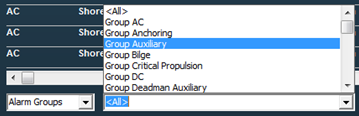 AC Shore <All>
Group AC
AC Shore Group Anchoring
Group Auxiliary
AC Shore Group Bilge
Group Critical Propulsion
Group DC
Group Deadman Auxiliary
Alarm Groups <All>